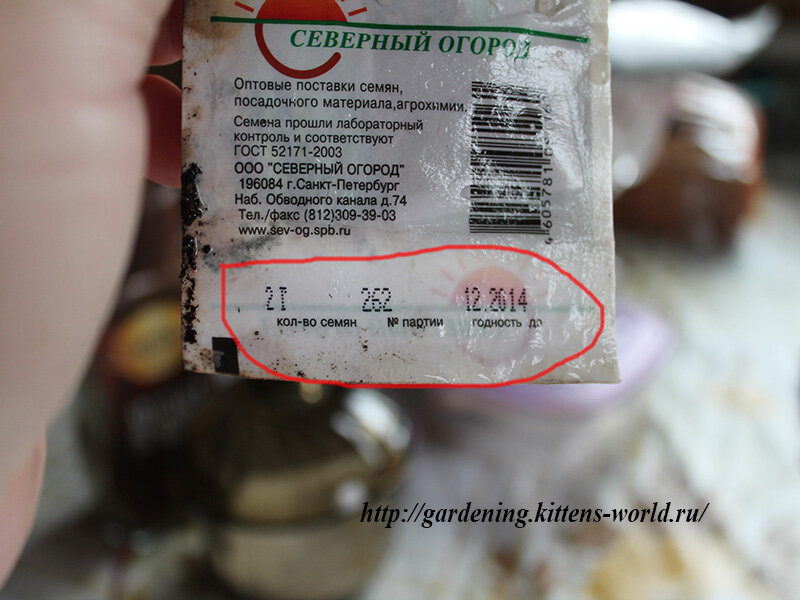 СЕВЕРНЫЙ ОГОРОД
Оптовые поставки семян,
посадочного материала,агрохимии.
Семена прошли лабораторный
контроль и соответствуют
ГОСТ 52171-2003
ООО "СЕВЕРНЫЙ ОГОРОД"
196084 г.Санкт-Петербург
Наб. Обводного канала д.74
Тел./факс (812)309-39-03
www.sev-og.spb.ru
2I 262 12.2014
кол-во семян № партии годность до
http://gardening.kittens-world.ru/